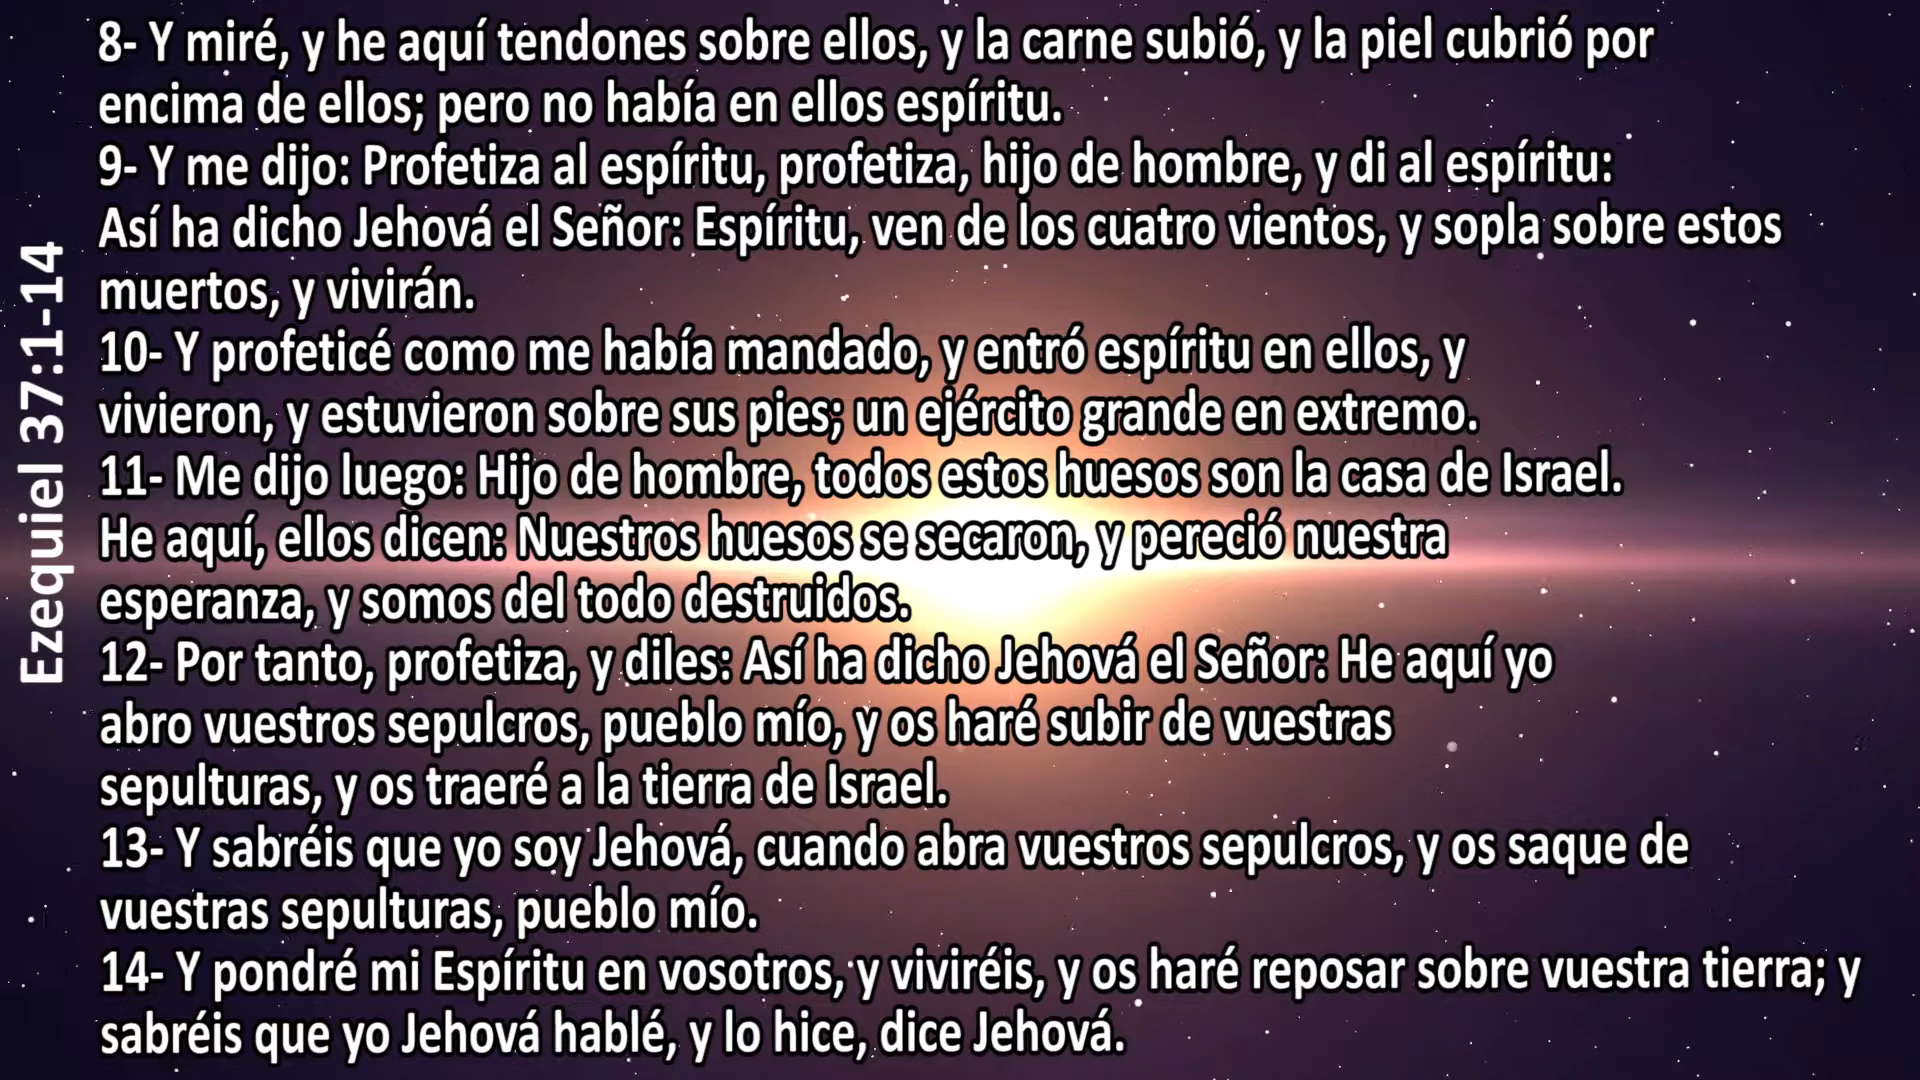 Ezequiel 37:1-14
8- Y miré, y he aquí tendones sobre ellos, y la carne subió, y la piel cubrió por
encima de ellos; pero no había en ellos espíritu.
9- Y me dijo: Profetiza al espíritu, profetiza, hijo de hombre, y di al espíritu:
Así ha dicho Jehová el Señor: Espíritu, ven de los cuatro vientos, y sopla sobre estos
muertos, y vivirán.
10- Y profeticé como me había mandado, y entró espíritu en ellos, y
vivieron, y estuvieron sobre sus pies; un ejército grande en extremo.
11- Me dijo luego: Hijo de hombre, todos estos huesos son la casa de Israel.
He aquí, ellos dicen: Nuestros huesos se secaron, y pereció nuestra
esperanza, y somos del todo destruidos.
12- Por tanto, profetiza, y diles: Así ha dicho Jehová el Señor: He aquí yo
abro vuestros sepulcros, pueblo mío, y os haré subir de vuestras
sepulturas, y os traeré a la tierra de Israel.
13- Y sabréis que yo soy Jehová, cuando abra vuestros sepulcros, y os saque de
vuestras sepulturas, pueblo mío.
14- Y pondré mi Espíritu en vosotros, y viviréis, y os haré reposar sobre vuestra tierra; y
sabréis que yo Jehová hablé, y lo hice, dice Jehová.